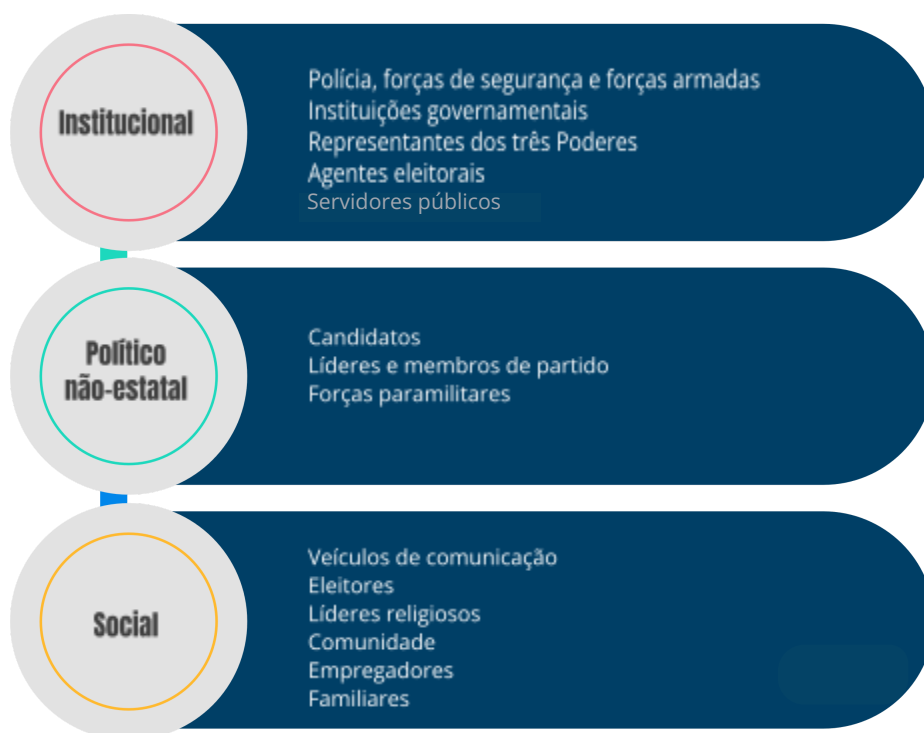 Institucional
Polícia, forças de segurança e forças armadas
Instituições governamentais
Representantes dos três Poderes
Agentes eleitorais
Servidores públicos
Político
não-estatal
Candidatos
Líderes e membros de partido
Forças paramilitares
Social
Veículos de comunicação
Eleitores
Líderes religiosos
Comunidade
Empregadores
Familiares